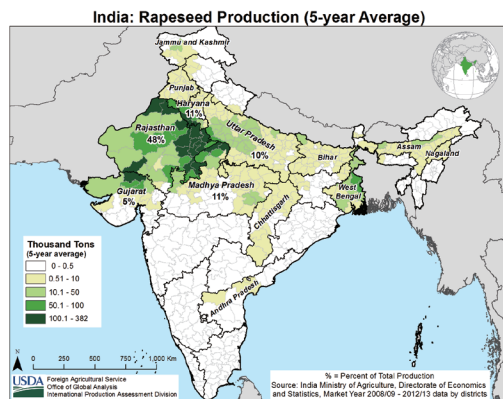 India: Rapeseed Production (5-year Average)
Jammu and Kashmir
Punjab
Haryana
11%
Rajasthan
48%
Uttar Pradesh
10%
Bihar
Assam
Nagaland
Gujarat
5%
Madhya Pradesh
11%
West
Bengal
Chhattisgarh
Andhra Pradesh
Thousand Tons
(5-year average)
0 - 0.5
0.51 - 10
10.1 - 50
50.1 - 100
100.1 - 382
N
0 250 500 1,000 Km
USDA
Foreign Agricultural Service
Office of Global Analysis
International Production Assessment Division
% = Percent of Total Production
Source: India Ministry of Agriculture, Directorate of Economics
and Statistics, Market Year 2008/09 - 2012/13 data by districts